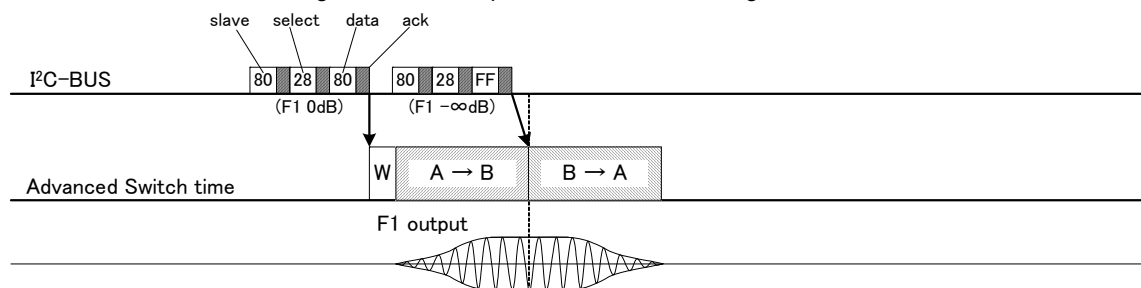 slave select data ack
I²C-BUS 80 28 80 80 28 FF
(F1 0dB) (F1 −∞dB)
W A → B B → A
Advanced Switch time
F1 output